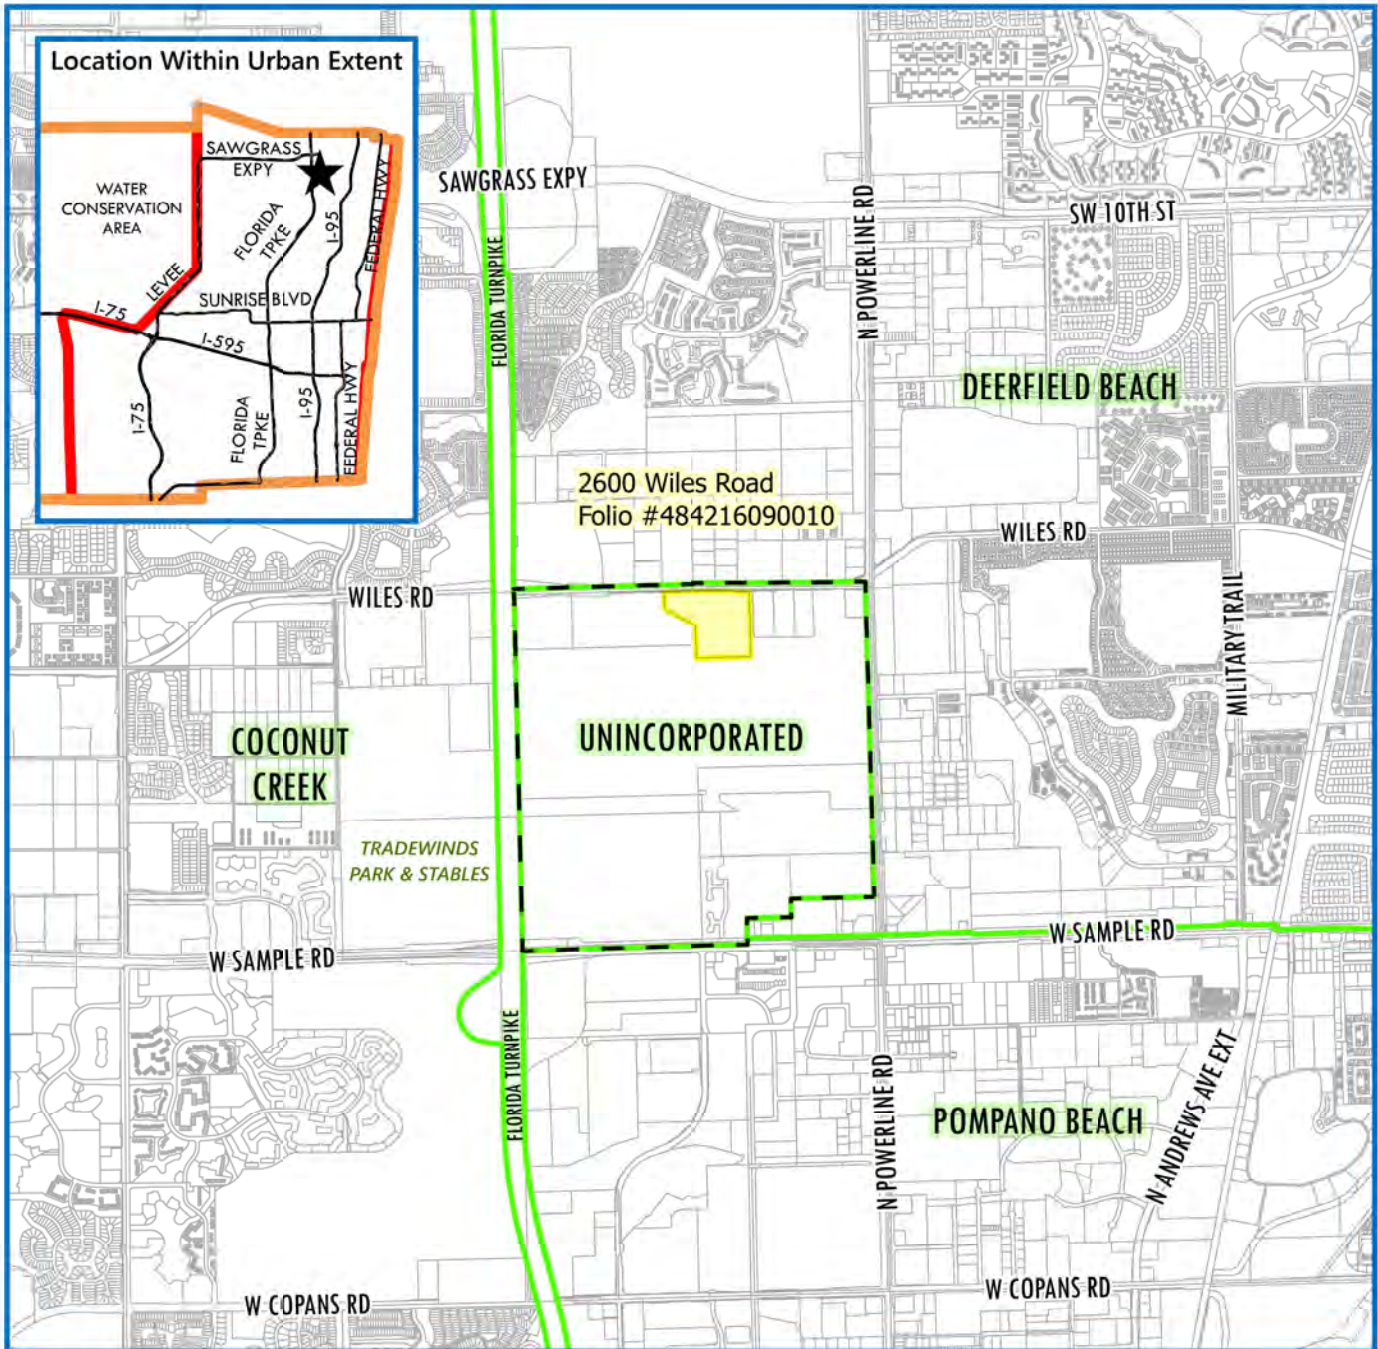 Location Within Urban Extent
SAWGRASS
EXPY
WATER
CONSERVATION
AREA
FLORIDA
TPKE
I-95
FEDERAL HWY
LEVEE
I-75
SUNRISE BLVD
I-595
I-75
FLORIDA
TPKE
I-95
FEDERAL HWY
SAWGRASS EXPY
N POWERLINE RD
SW 10TH ST
FLORIDA TURNPIKE
DEERFIELD BEACH
2600 Wiles Road
Folio #484216090010
WILES RD
WILES RD
MILITARY TRAIL
COCONUT
CREEK
UNINCORPORATED
TRADEWINDS
PARK & STABLES
W SAMPLE RD
W SAMPLE RD
FLORIDA TURNPIKE
N POWERLINE RD
POMPANO BEACH
N ANDREWS AVE EXT
W COPANS RD
W COPANS RD